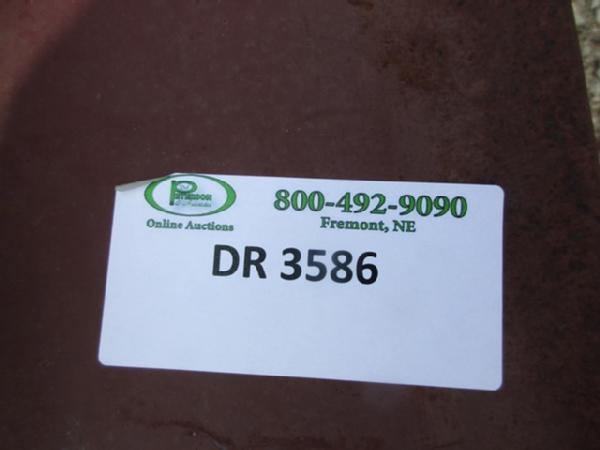 800-492-9090
Fremont, NE
Online Auctions
DR 3586